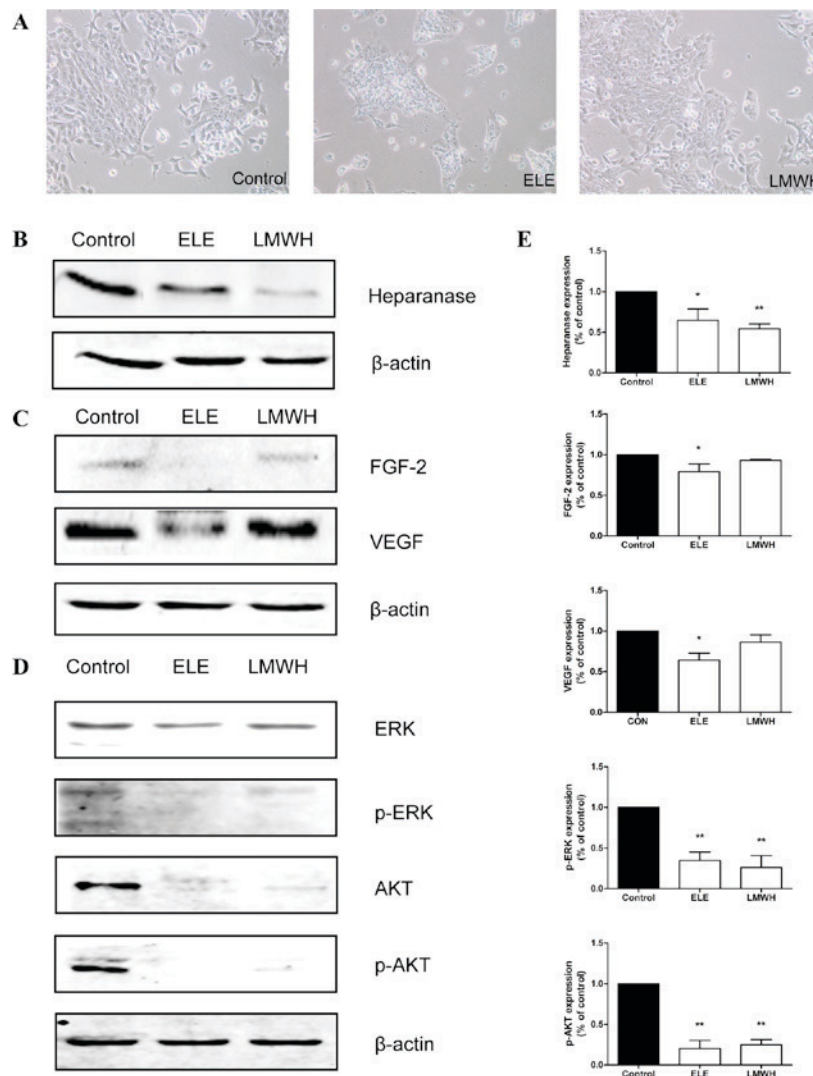 A
Control
ELE
LMWH
B
Control ELE LMWH
Heparanase
β-actin
C
Control ELE LMWH
FGF-2
VEGF
β-actin
D
Control ELE LMWH
ERK
p-ERK
AKT
p-AKT
β-actin
E
Heparanase expression
(% of control)
1.5
1.0
0.5
0.0
*
**
Control ELE LMWH
FGF-2 expression
(% of control)
1.5
1.0
0.5
0.0
*
Control ELE LMWH
VEGF expression
(% of control)
1.5
1.0
0.5
0.0
*
CON ELE LMWH
p-ERK expression
(% of control)
1.5
1.0
0.5
0.0
**
**
Control ELE LMWH
p-AKT expression
(% of control)
1.5
1.0
0.5
0.0
**
**
Control ELE LMWH